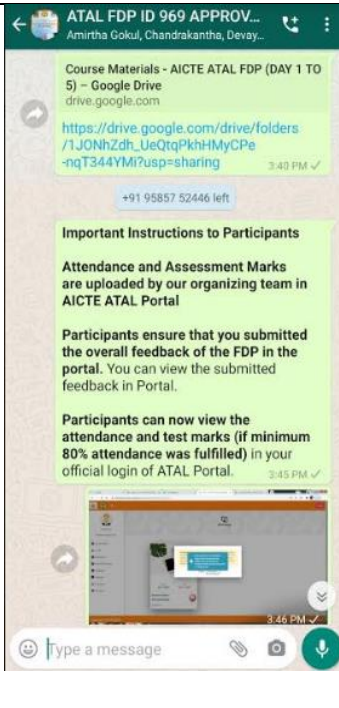 ATAL FDP ID 969 APPROV...
Amirtha Gokul, Chandrakantha, Devay...
Course Materials - AICTE ATAL FDP (DAY 1 TO
5) – Google Drive
drive.google.com
https://drive.google.com/drive/folders
/1JONhZdh_UeQtqPkhHMyCPe
-nqT344YMi?usp=sharing
3:40 PM
+91 95857 52446 left
Important Instructions to Participants
Attendance and Assessment Marks
are uploaded by our organizing team in
AICTE ATAL Portal
Participants ensure that you submitted
the overall feedback of the FDP in the
portal. You can view the submitted
feedback in Portal.
Participants can now view the
attendance and test marks (if minimum
80% attendance was fulfilled) in your
official login of ATAL Portal.
3:45 PM
3:46 PM
Type a message